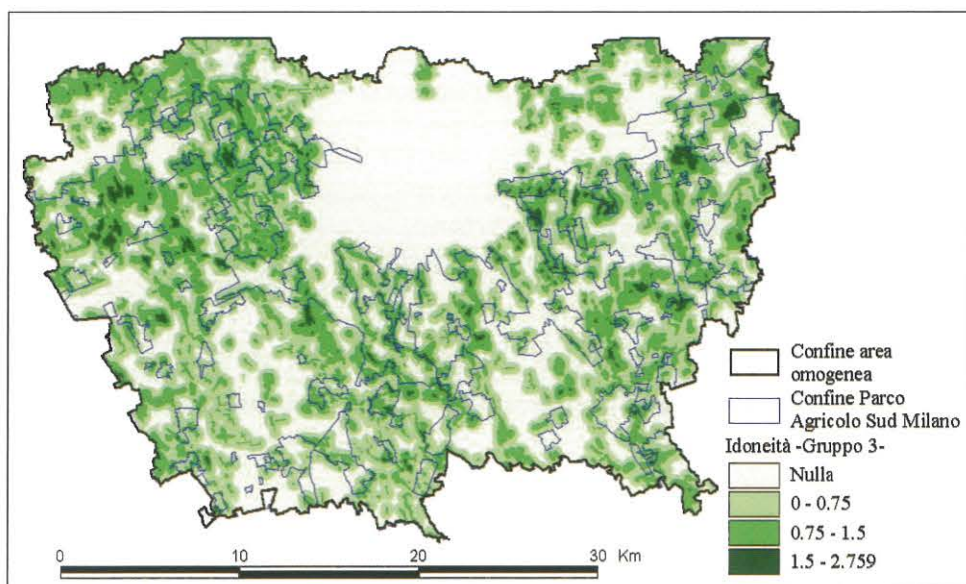 Confine area
omogenea
Confine Parco
Agricolo Sud Milano
Idoneità -Gruppo 3-
Nulla
0 - 0.75
0.75 - 1.5
1.5 - 2.759
0 10 20 30 Km